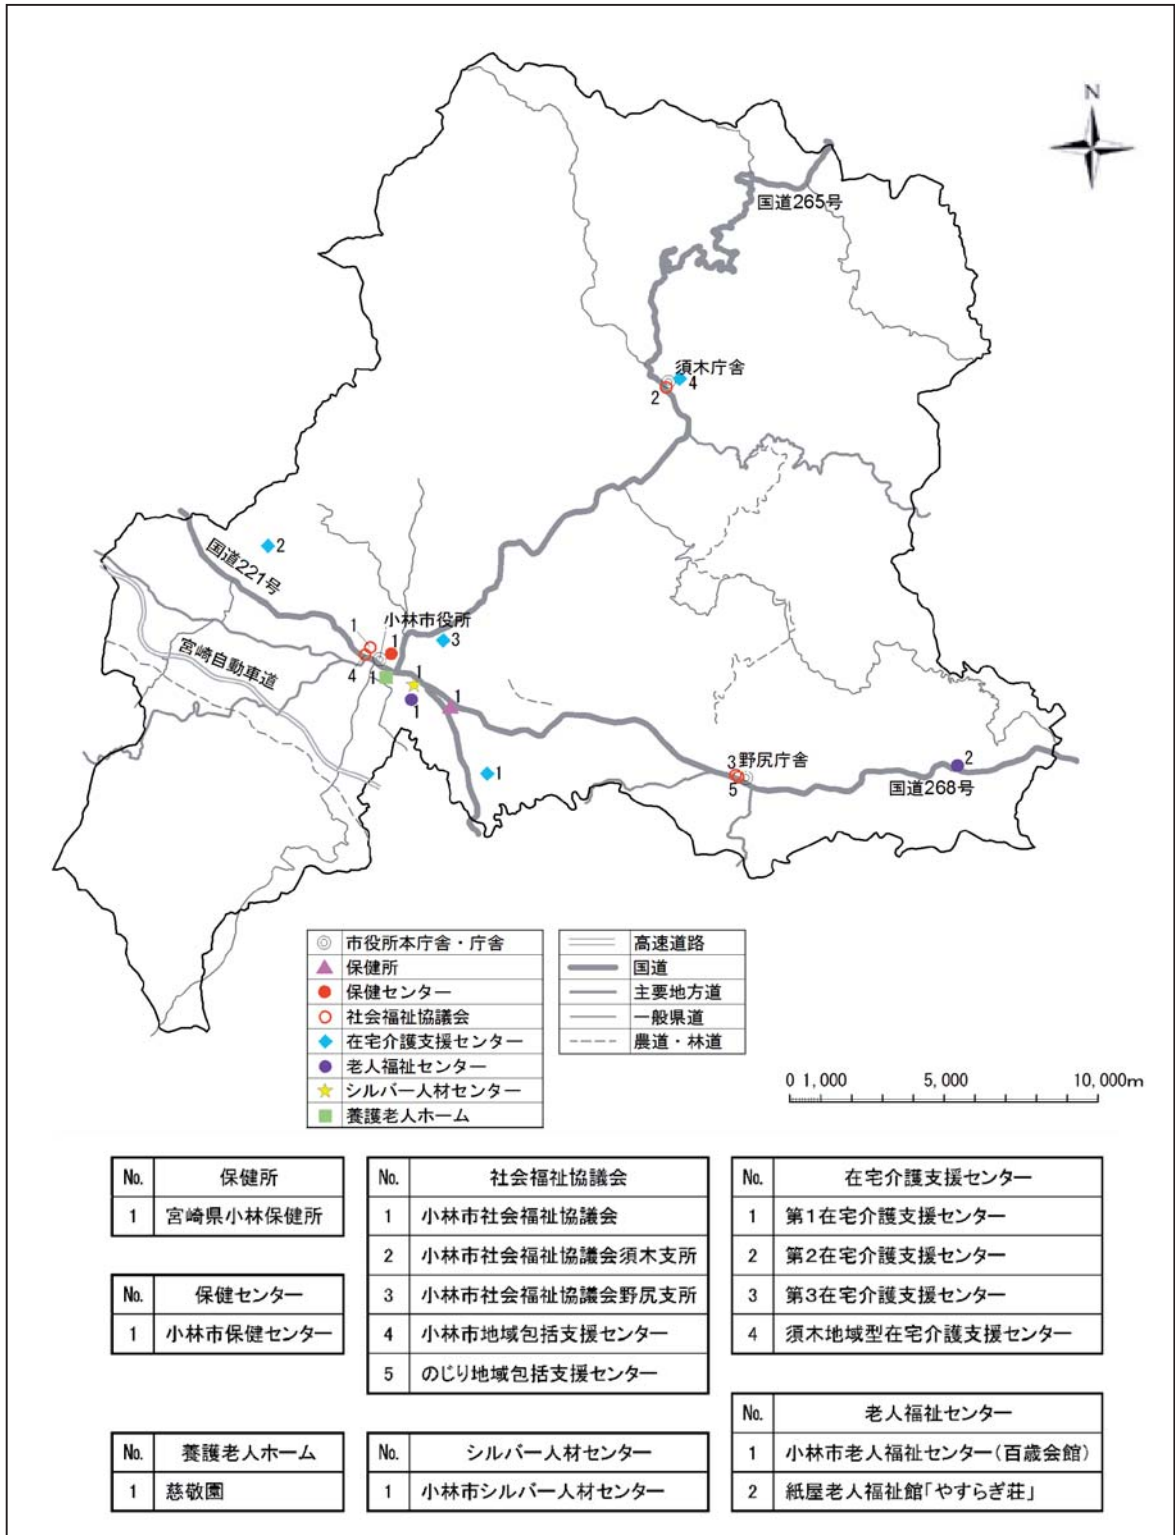 N
国道265号
須木庁舎
4
2
2
国道221号
小林市役所
1
1
3
宮崎自動車道
4
1
1
1
1
1
3
野尻庁舎
5
2
国道268号
市役所本庁舎・庁舎
保健所
保健センター
社会福祉協議会
在宅介護支援センター
老人福祉センター
シルバー人材センター
養護老人ホーム
高速道路
国道
主要地方道
一般県道
農道・林道
0 1,000 5,000 10,000m
No. 保健所
1 宮崎県小林保健所
No. 保健センター
1 小林市保健センター
No. 養護老人ホーム
1 慈敬園
No. 社会福祉協議会
1 小林市社会福祉協議会
2 小林市社会福祉協議会須木支所
3 小林市社会福祉協議会野尻支所
4 小林市地域包括支援センター
5 のじり地域包括支援センター
No. シルバー人材センター
1 小林市シルバー人材センター
No. 在宅介護支援センター
1 第1在宅介護支援センター
2 第2在宅介護支援センター
3 第3在宅介護支援センター
4 須木地域型在宅介護支援センター
No. 老人福祉センター
1 小林市老人福祉センター(百歳会館)
2 紙屋老人福祉館「やすらぎ荘」